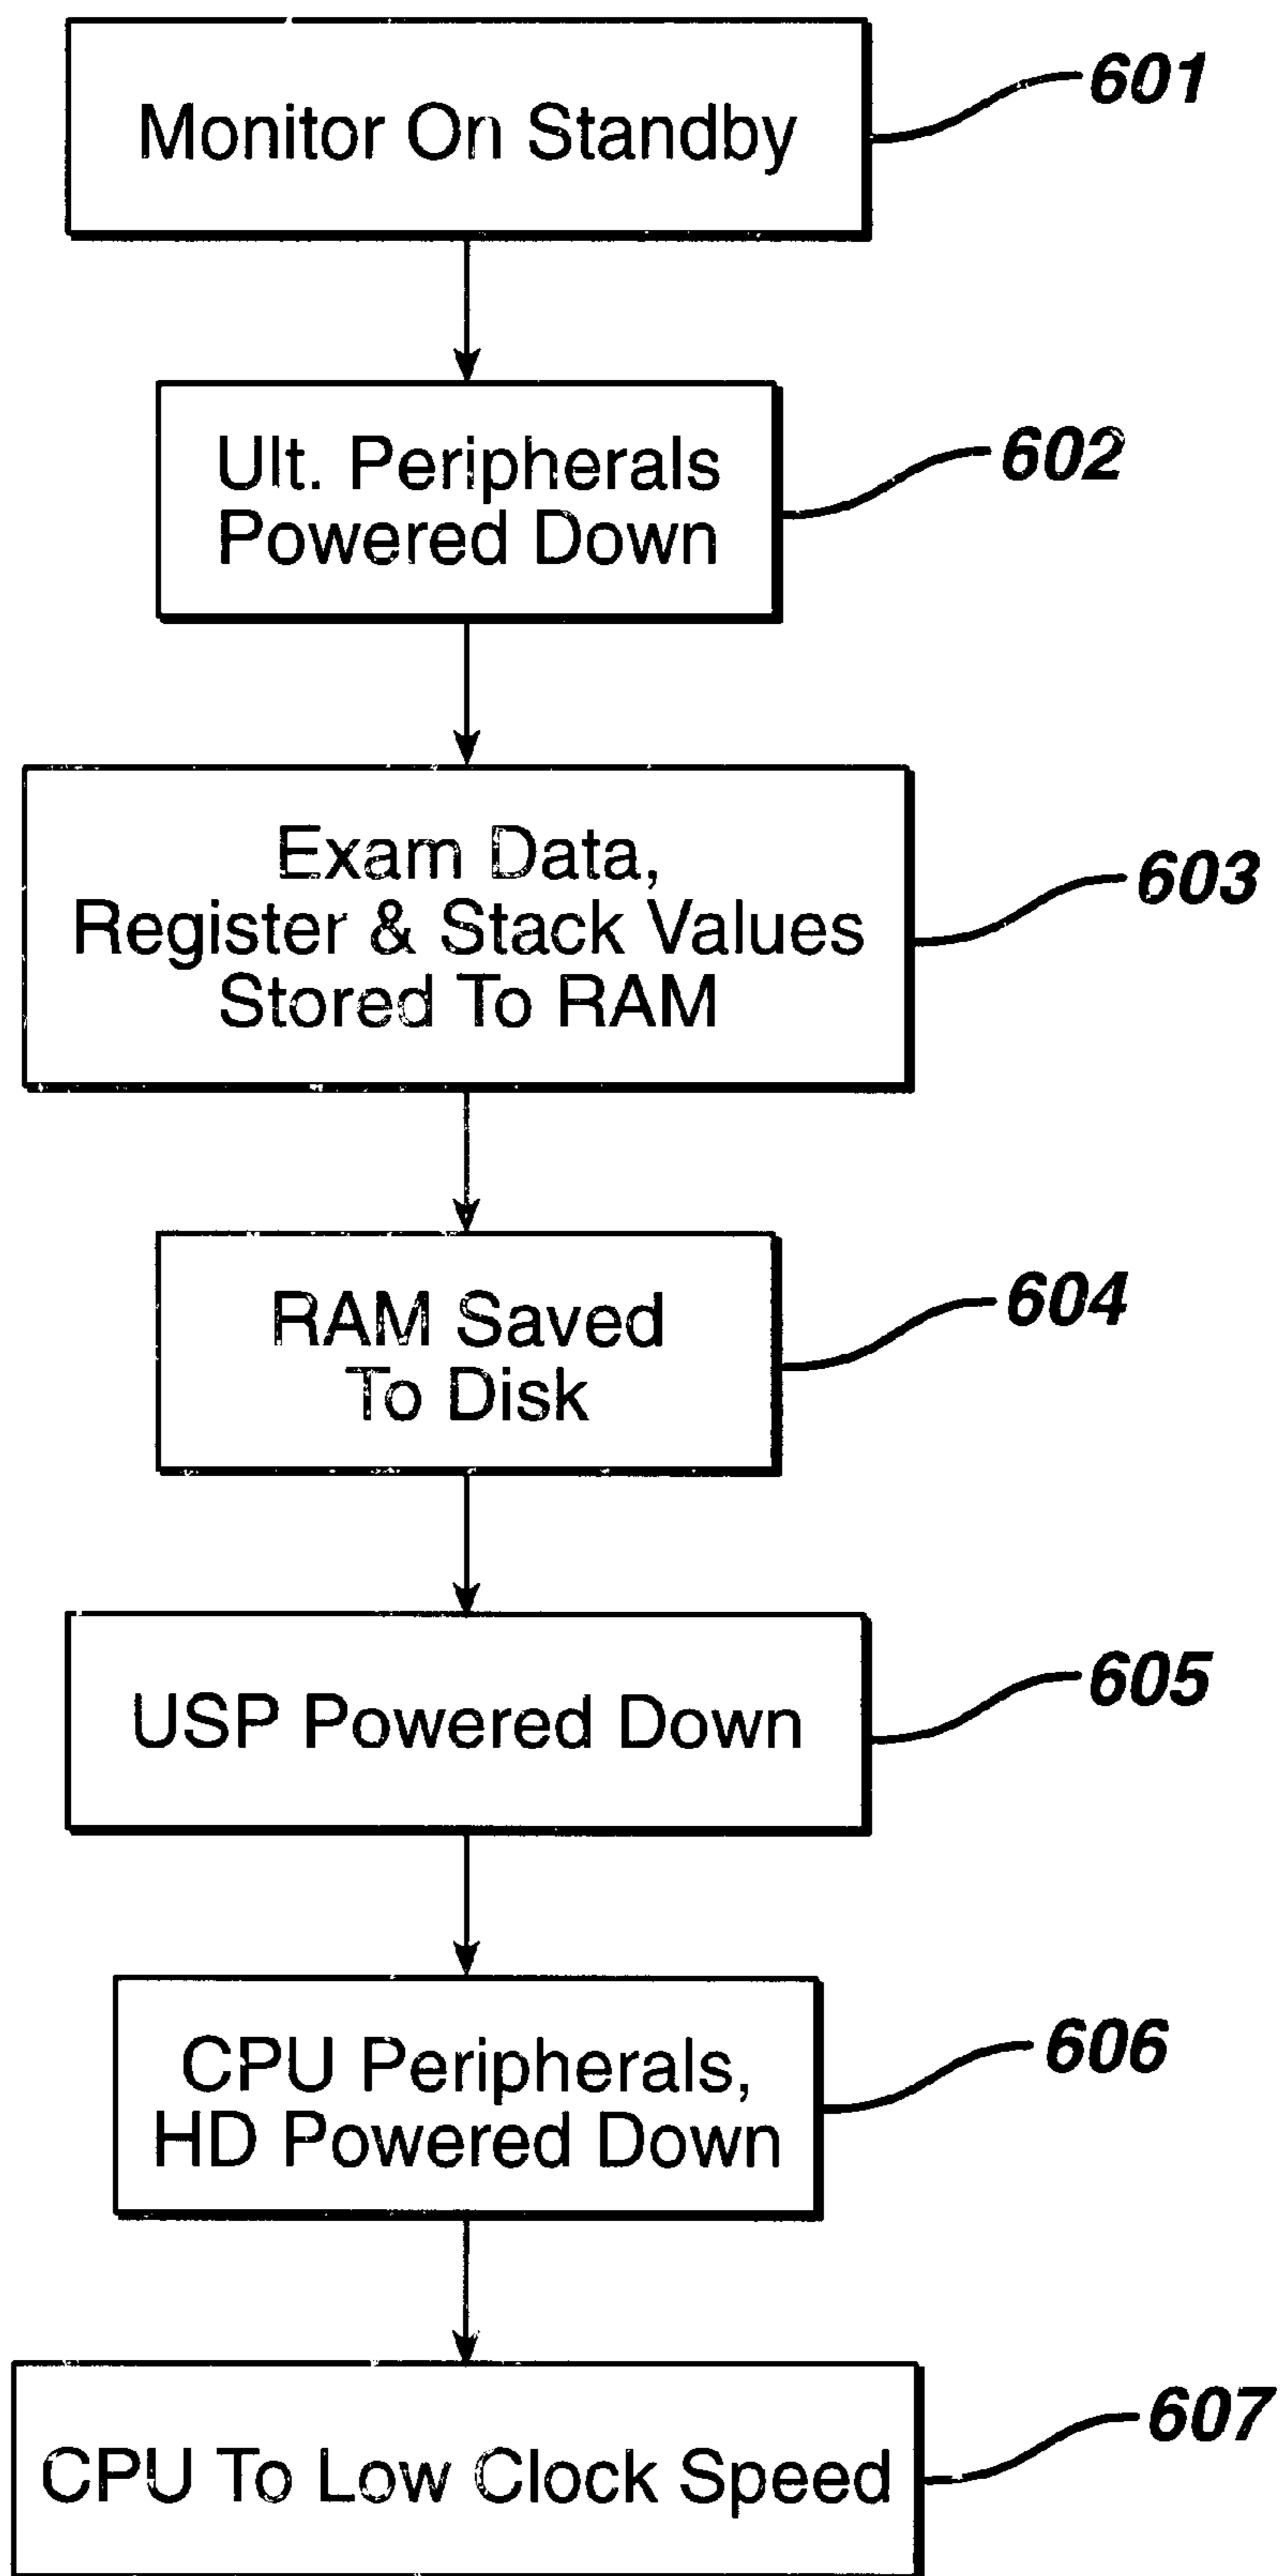 Monitor On Standby
601
Ult. Peripherals
Powered Down
602
Exam Data,
Register & Stack Values
Stored To RAM
603
RAM Saved
To Disk
604
USP Powered Down
605
CPU Peripherals,
HD Powered Down
606
CPU To Low Clock Speed
607